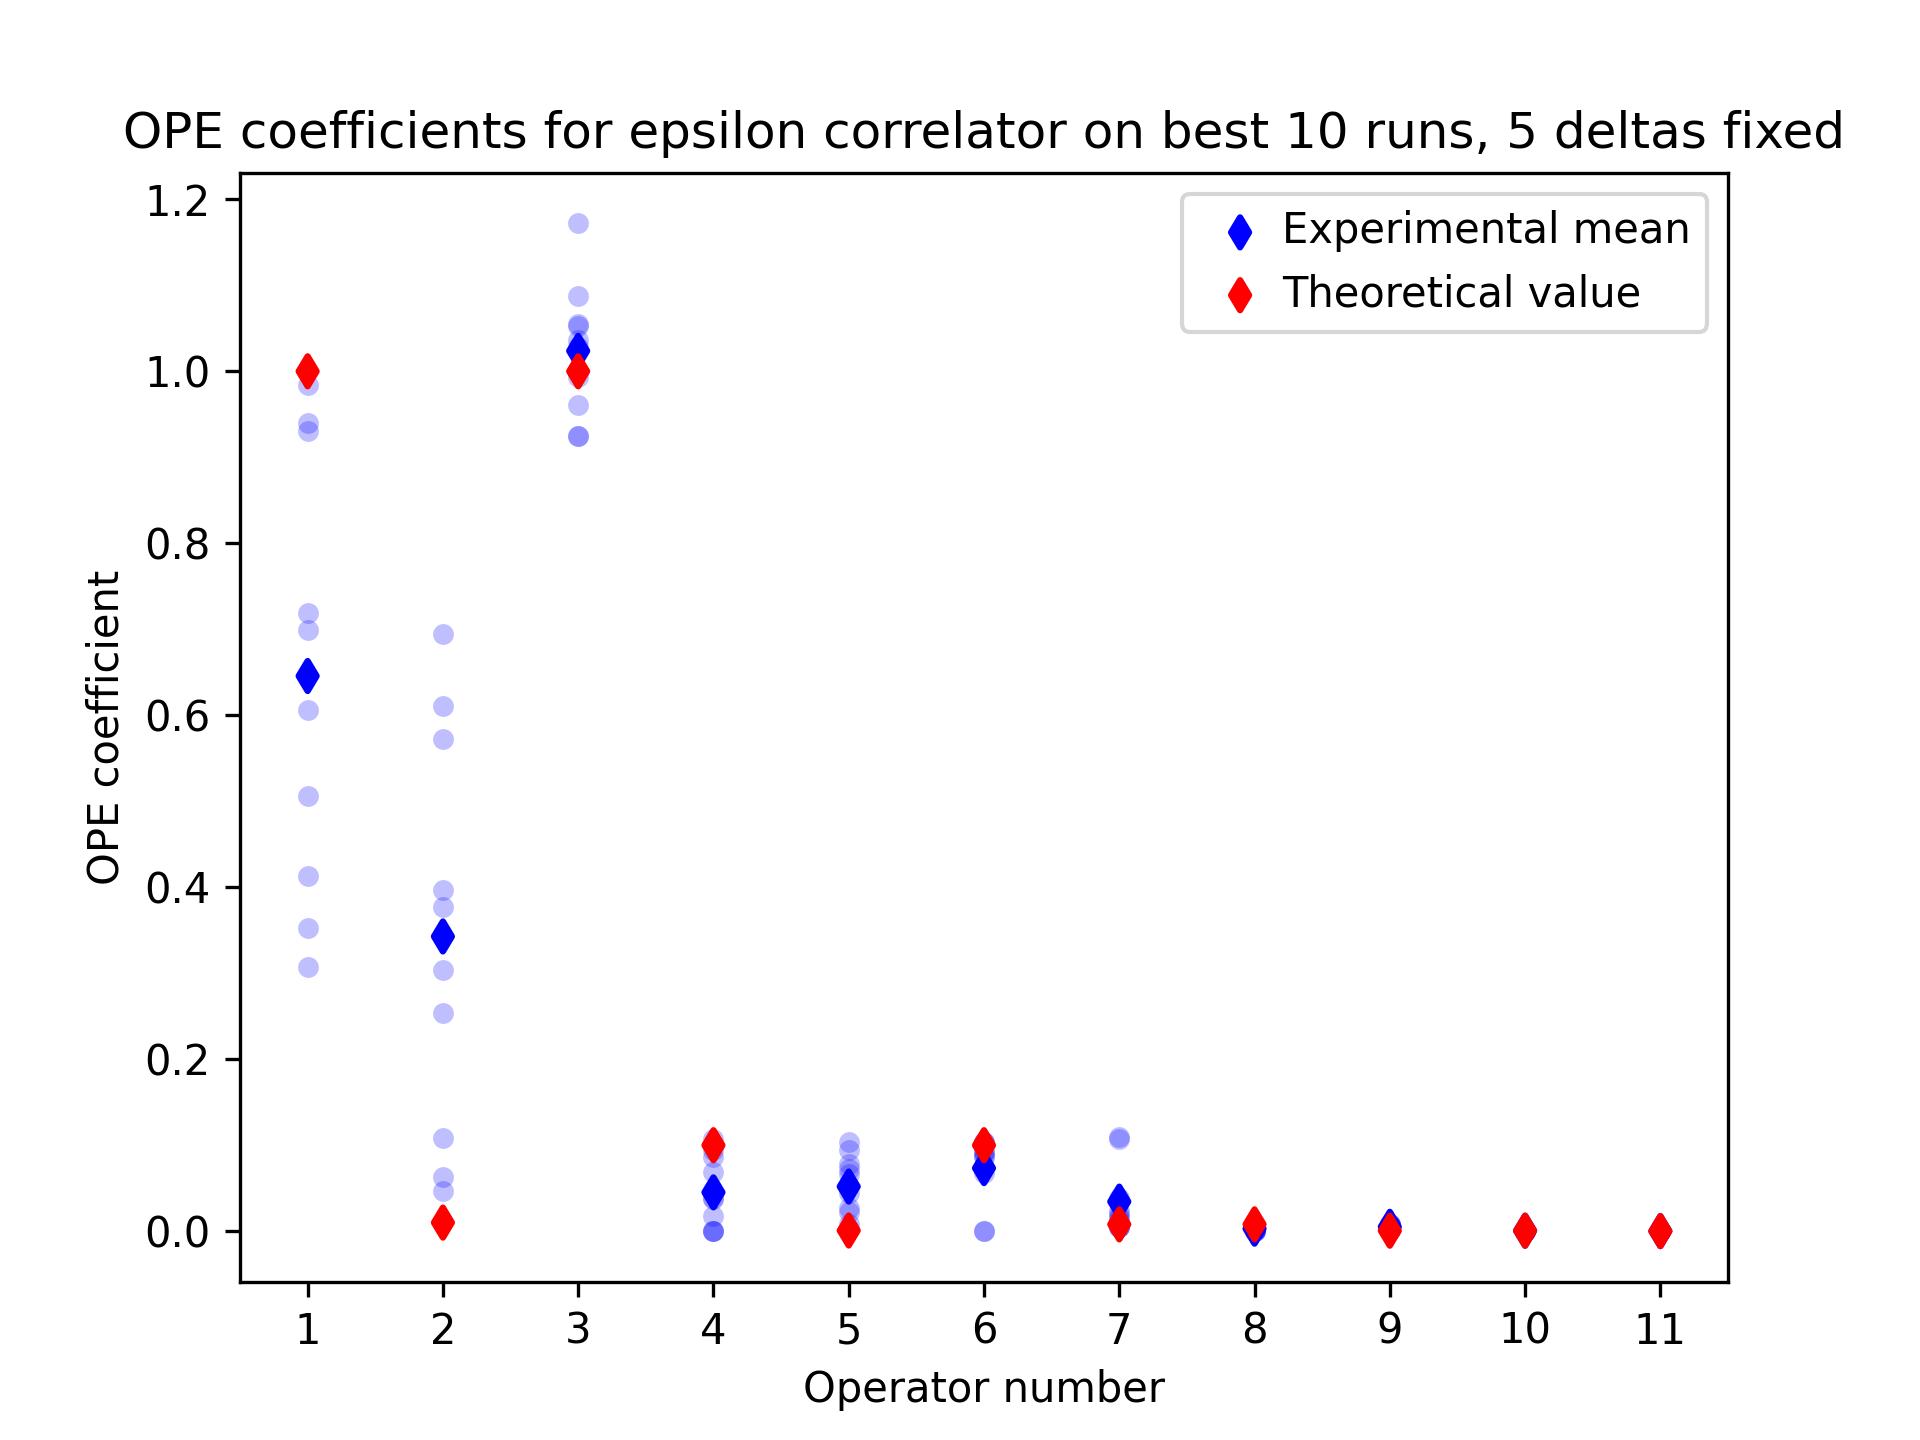 OPE coefficients for epsilon correlator on best 10 runs, 5 deltas fixed
Experimental mean
Theoretical value
OPE coefficient
1.2
1.0
0.8
0.6
0.4
0.2
0.0
1 2 3 4 5 6 7 8 9 10 11
Operator number